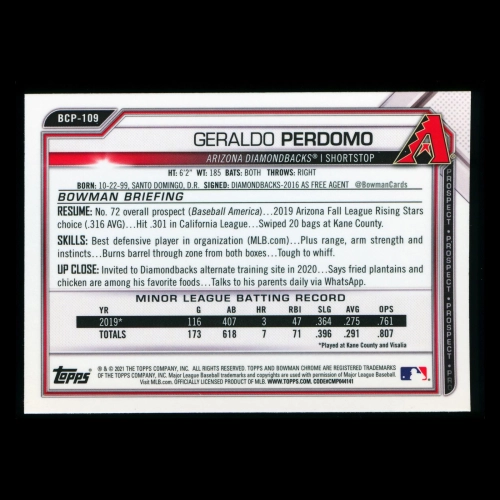 BCP-109
GERALDO PERDOMO
ARIZONA DIAMONDBACKS® | SHORTSTOP
HT: 6'2" WT: 185 BATS: BOTH THROWS: RIGHT
BORN: 10-22-99, SANTO DOMINGO, D.R. SIGNED: DIAMONDBACKS-2016 AS FREE AGENT @BowmanCards
BOWMAN BRIEFING
RESUME: No. 72 overall prospect (Baseball America)...2019 Arizona Fall League Rising Stars
choice (.316 AVG)...Hit .301 in California League...Swiped 20 bags at Kane County.
SKILLS: Best defensive player in organization (MLB.com)...Plus range, arm strength and
instincts...Burns barrel through zone from both boxes...Tough to whiff.
UP CLOSE: Invited to Diamondbacks alternate training site in 2020...Says fried plantains and
chicken are among his favorite foods...Talks to his parents daily via WhatsApp.
MINOR LEAGUE BATTING RECORD
YR G AB HR RBI SLG AVG OPS
2019* 116 407 3 47 .364 .275 .761
TOTALS 173 618 7 71 .396 .291 .807
*Played at Kane County and Visalia
Topps
® & © 2021 THE TOPPS COMPANY, INC. ALL RIGHTS RESERVED. TOPPS AND BOWMAN CHROME ARE REGISTERED TRADEMARKS
OF THE TOPPS COMPANY, INC. Major League Baseball trademarks and copyrights are used with permission of Major League Baseball.
Visit MLB.com. OFFICIALLY LICENSED PRODUCT OF MLB. WWW.TOPPS.COM. CODE#CMP044141
A
PROSPECT • PROSPECT • PROSPECT • PR